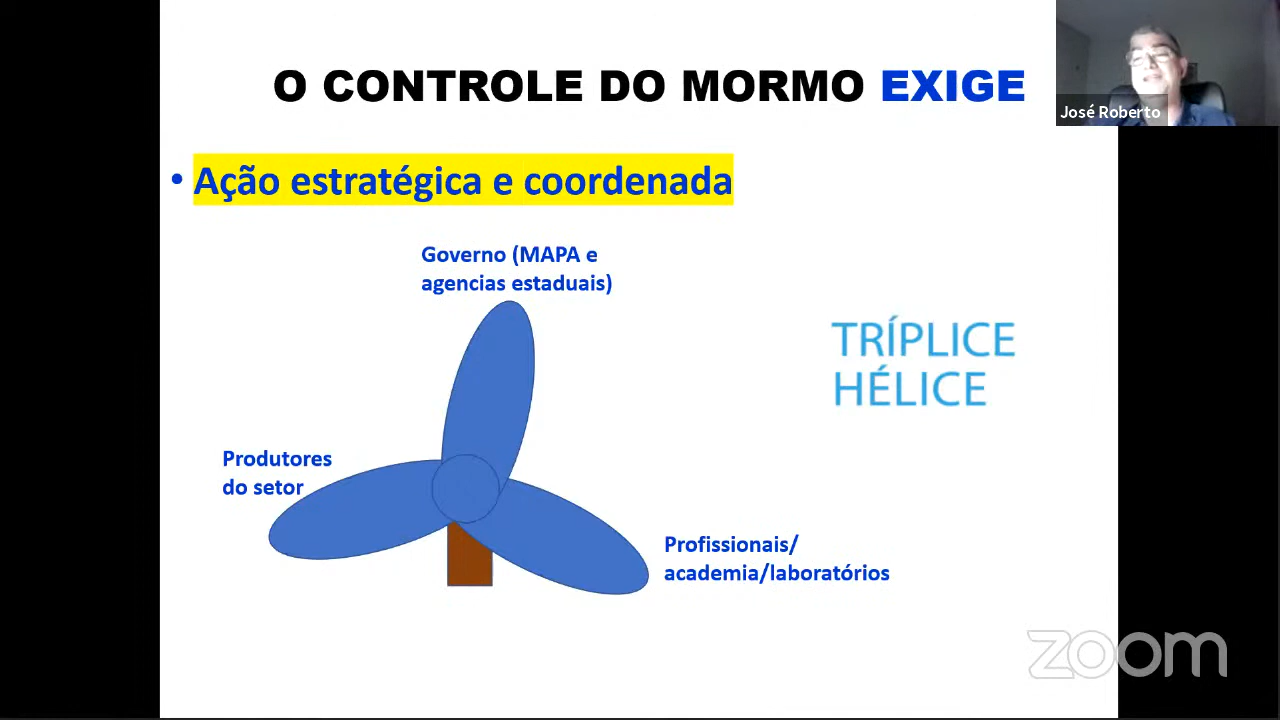 O CONTROLE DO MORMO EXIGE
José Roberto
• Ação estratégica e coordenada
Governo (MAPA e
agencias estaduais)
TRÍPLICE
HÉLICE
Produtores
do setor
Profissionais/
academia/laboratórios
zoom